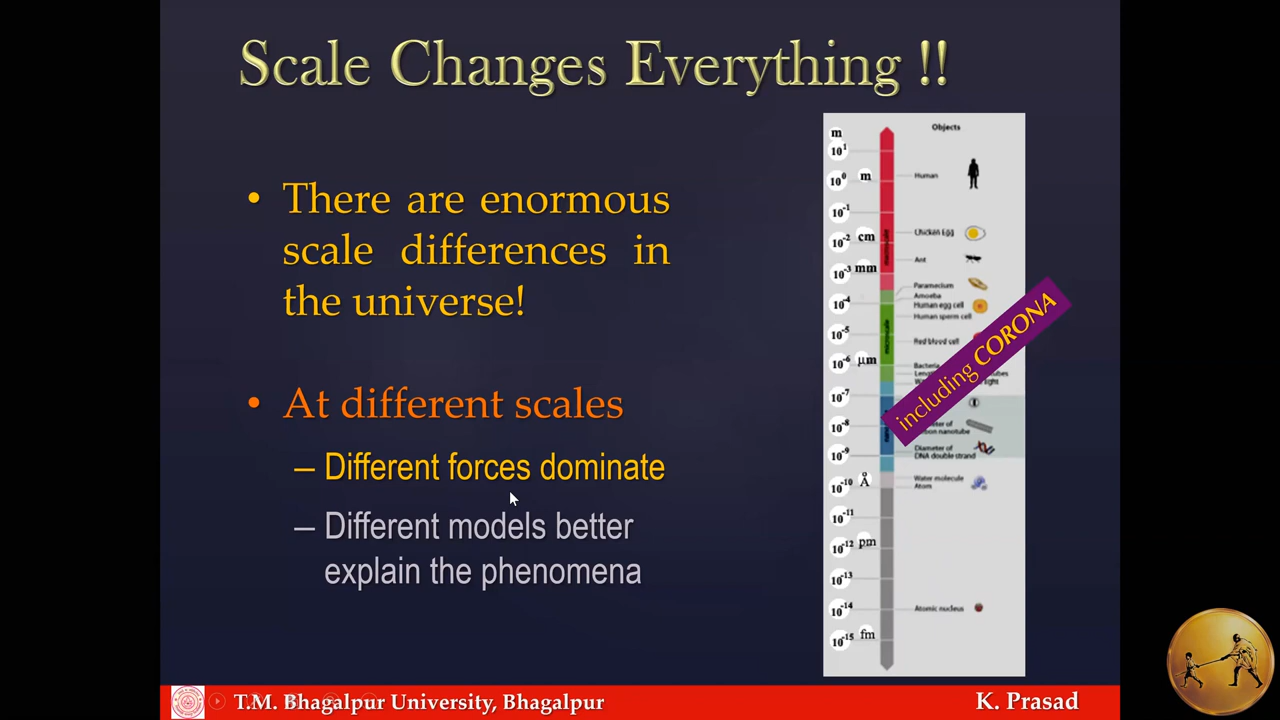 Scale Changes Everything !!
• There are enormous
scale differences in
the universe!
• At different scales
– Different forces dominate
– Different models better
explain the phenomena
Objects
m
10¹
10⁰ m
Human
10⁻¹
10⁻² cm
Chicken Egg
Ant
10⁻³ mm
Paramecium
Amoeba
10⁻⁴
Human egg cell
Human sperm cell
10⁻⁵
Red blood cell
10⁻⁶ µm
Bacteria
10⁻⁷
including CORONA
10⁻⁸
nanotube
10⁻⁹
Diameter of
DNA double strand
10⁻¹⁰ Å
Water molecule
Atom
10⁻¹¹
10⁻¹² pm
10⁻¹³
10⁻¹⁴
Atomic nucleus
10⁻¹⁵ fm
T.M. Bhagalpur University, Bhagalpur
K. Prasad